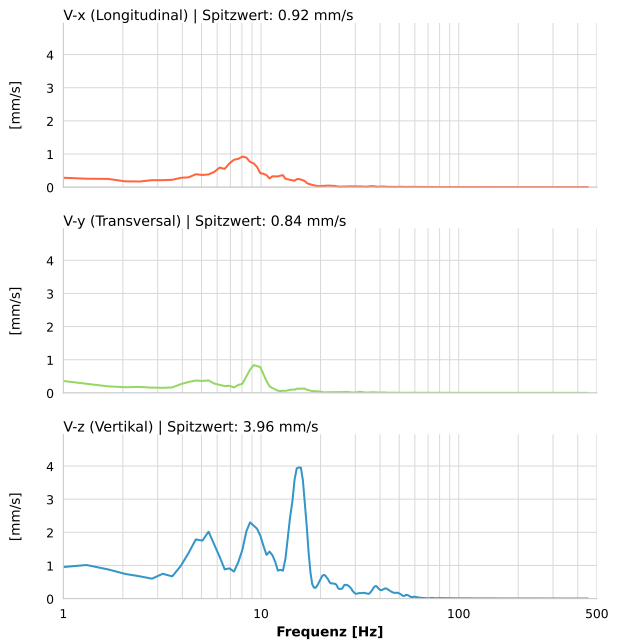 V-x (Longitudinal) | Spitzwert: 0.92 mm/s
4
3
[mm/s]
2
1
0
V-y (Transversal) | Spitzwert: 0.84 mm/s
4
3
[mm/s]
2
1
0
V-z (Vertikal) | Spitzwert: 3.96 mm/s
4
3
[mm/s]
2
1
0
1 10 100 500
Frequenz [Hz]